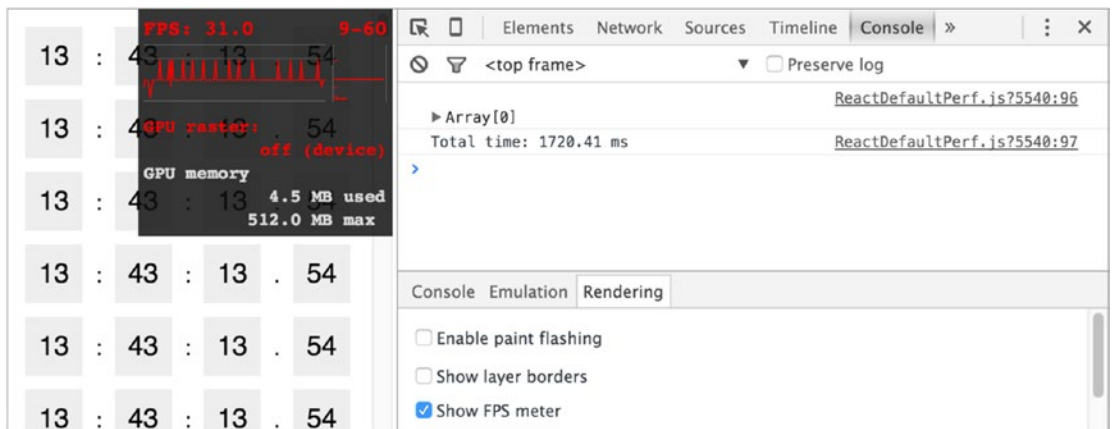 FPS: 31.0 9-60
13 : 43 : 13 . 54
GPU raster:
13 : 43 : 13 . 54
off (device)
GPU memory
4.5 MB used
13 : 43 : 13 . 54
512.0 MB max
13 : 43 : 13 . 54
13 : 43 : 13 . 54
13 : 43 : 13 . 54
Elements Network Sources Timeline Console »
<top frame> ▼ Preserve log
ReactDefaultPerf.js?5540:96
▶ Array[0]
Total time: 1720.41 ms ReactDefaultPerf.js?5540:97
>
Console Emulation Rendering
Enable paint flashing
Show layer borders
Show FPS meter